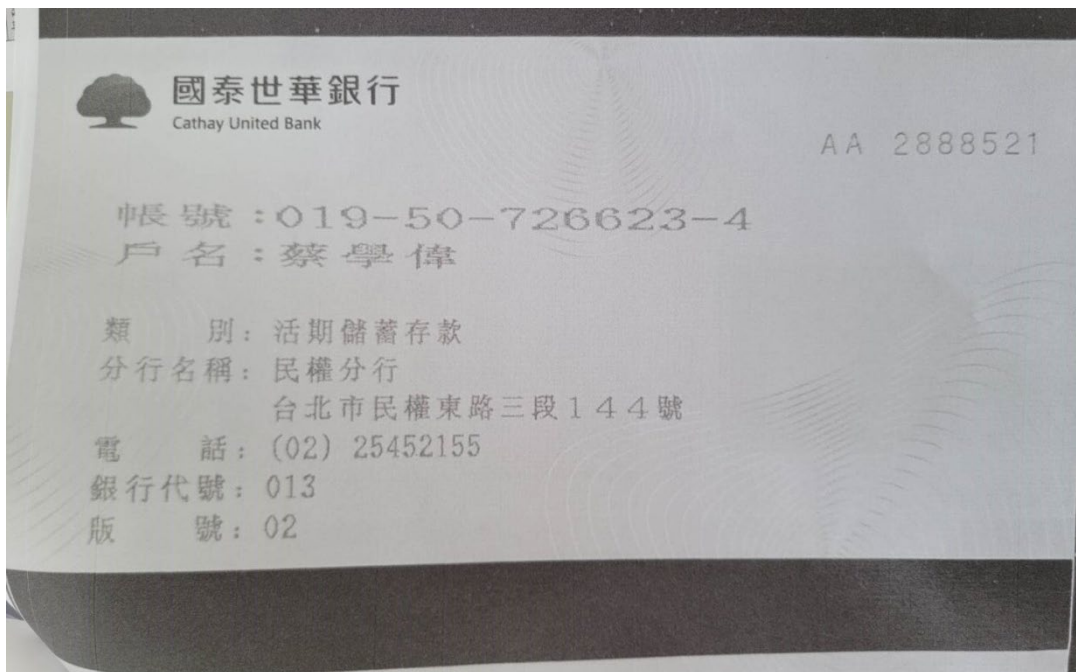 國泰世華銀行
Cathay United Bank
AA 2888521
帳號:019-50-726623-4
戶名:蔡學偉
類 別:活期儲蓄存款
分行名稱:民權分行
台北市民權東路三段144號
電 話:(02) 25452155
銀行代號:013
版 號:02